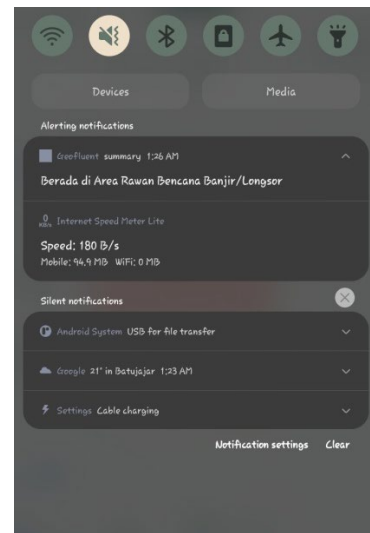 Devices
Media
Alerting notifications
Geofluent summary 1:26 AM
Berada di Area Rawan Bencana Banjir/Longsor
0 KB/s Internet Speed Meter Lite
Speed: 180 B/s
Mobile: 94.9 MB WiFi: 0 MB
Silent notifications
Android System USB for file transfer
Google 21° in Batujajar 1:23 AM
Settings Cable charging
Notification settings Clear